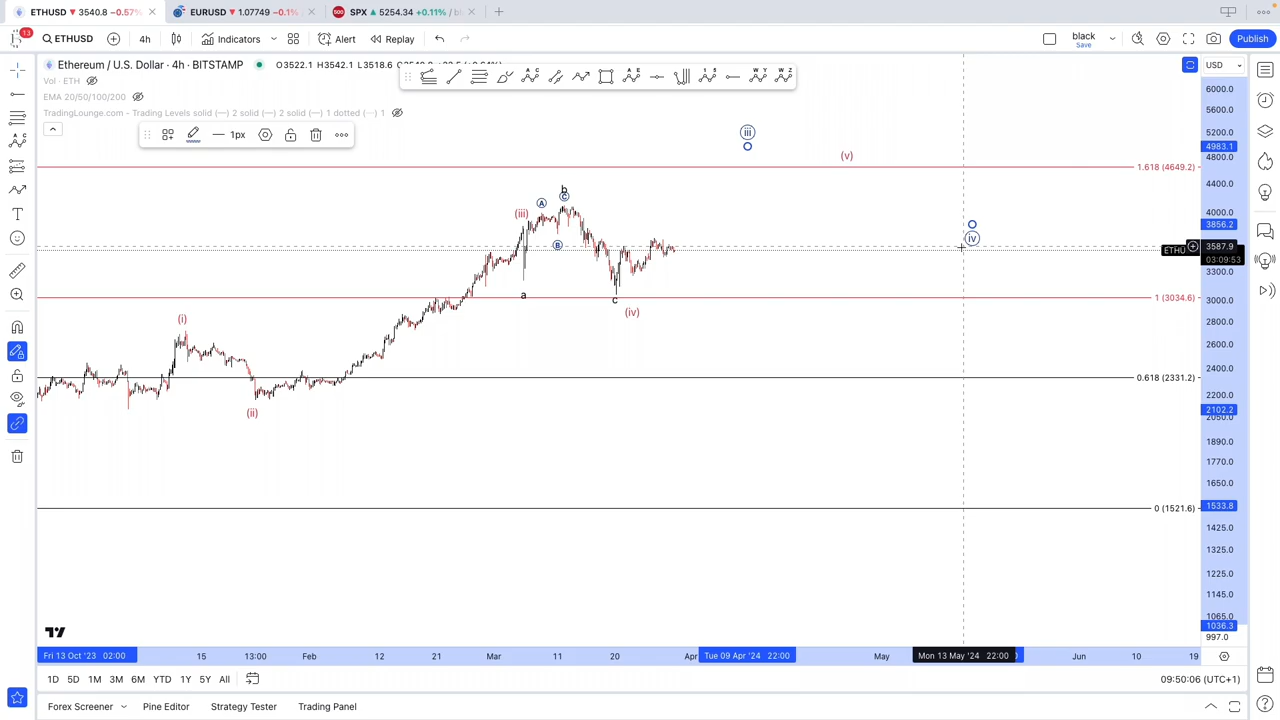 ETHUSD ▼ 3540.8 −0.57%
EURUSD ▼ 1.07749 −0.1%
SPX ▲ 5254.34 +0.11% /
13
ETHUSD
4h
Indicators
Alert
Replay
black
Save
Publish
Ethereum / U.S. Dollar · 4h · BITSTAMP
O3522.1 H3542.1 L3518.6
Vol · ETH
EMA 20/50/100/200
TradingLounge.com - Trading Levels solid (—) 2 solid (—) 2 solid (—) 1 dotted (—) 1
1px
USD
6000.0
5600.0
5200.0
4983.1
4800.0
4400.0
4000.0
3856.2
3587.9
03:09:53
3300.0
3000.0
2800.0
2600.0
2400.0
2200.0
2102.2
2050.0
1890.0
1770.0
1650.0
1533.8
1425.0
1325.0
1225.0
1145.0
1065.0
1036.3
997.0
iii
(v)
1.618 (4649.2)
b
A
C
(iii)
B
iv
a
c
1 (3034.6)
(iv)
(i)
0.618 (2331.2)
(ii)
0 (1521.6)
Fri 13 Oct '23 02:00
15
13:00
Feb
12
21
Mar
11
20
Apr
Tue 09 Apr '24 22:00
May
Mon 13 May '24 22:00
Jun
10
19
1D 5D 1M 3M 6M YTD 1Y 5Y All
09:50:06 (UTC+1)
Forex Screener
Pine Editor
Strategy Tester
Trading Panel